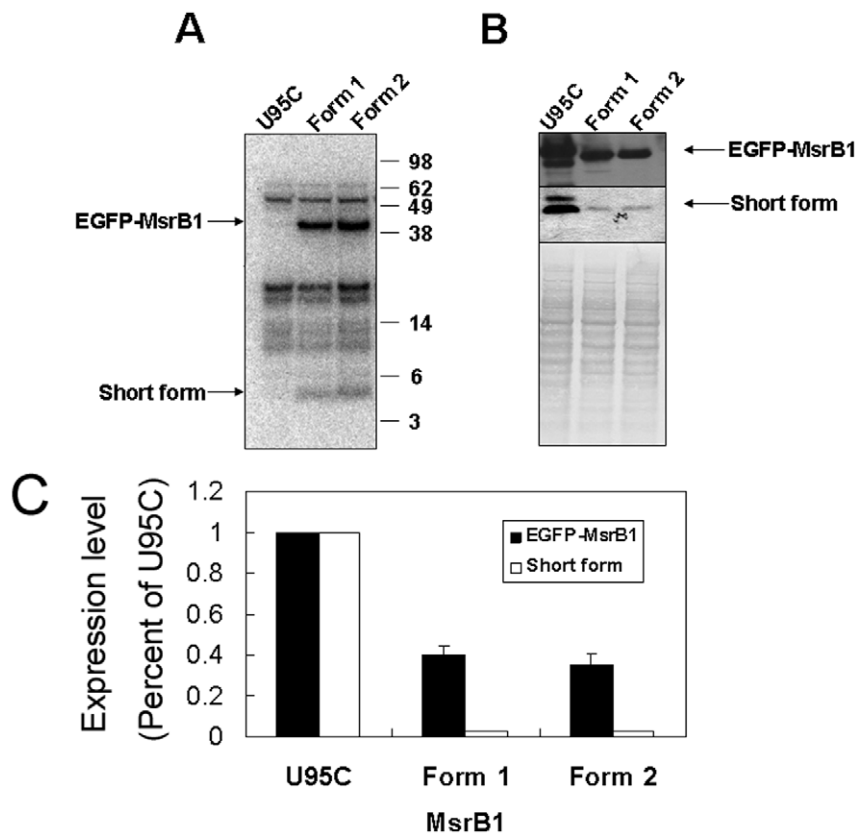 A
B
U95C
Form 1
Form 2
98
62
49
38
14
6
3
EGFP-MsrB1
Short form
U95C
Form 1
Form 2
EGFP-MsrB1
Short form
C
Expression level
(Percent of U95C)
1.2
1
0.8
0.6
0.4
0.2
0
EGFP-MsrB1
Short form
U95C
Form 1
Form 2
MsrB1